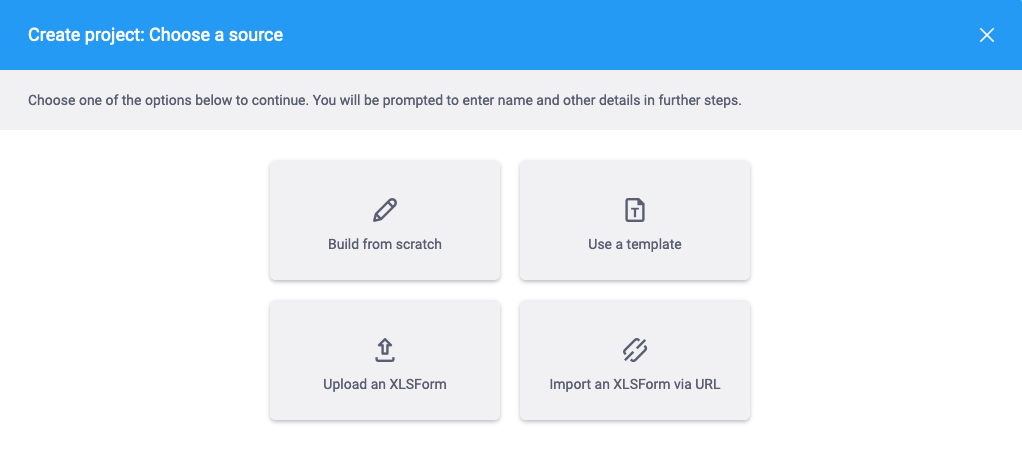 Create project: Choose a source
Choose one of the options below to continue. You will be prompted to enter name and other details in further steps.
Build from scratch
T
Use a template
Upload an XLSForm
Import an XLSForm via URL